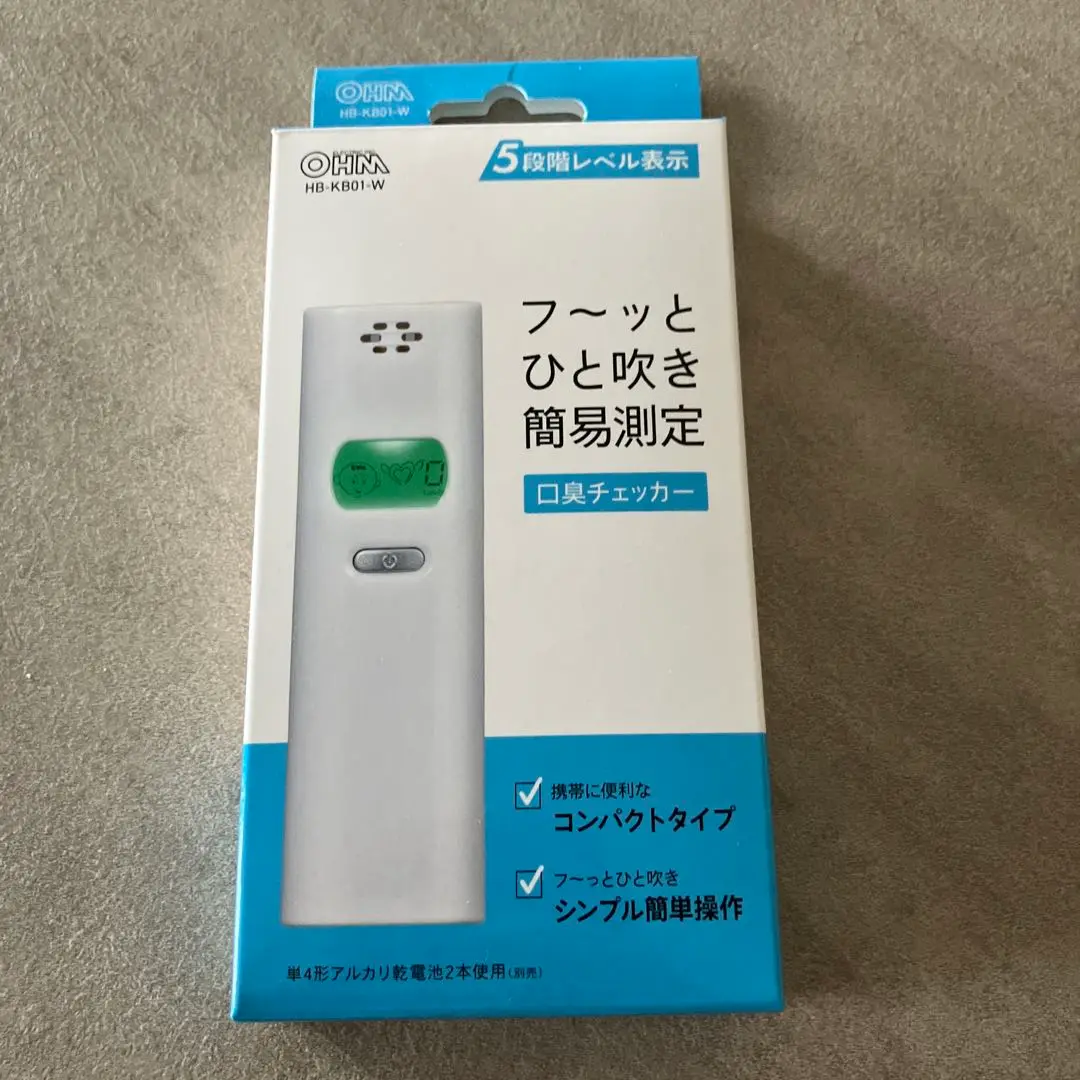 OHM
HB-KB01-W
ELECTRIC INC.
OHM
HB-KB01-W
5段階レベル表示
フ〜ッと
ひと吹き
簡易測定
口臭チェッカー
0
携帯に便利な
コンパクトタイプ
フ〜っとひと吹き
シンプル簡単操作
単4形アルカリ乾電池2本使用(別売)